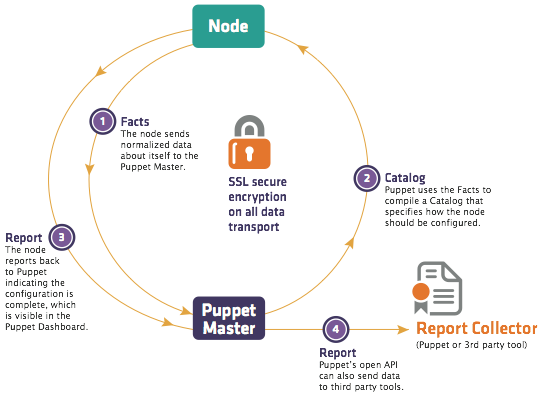 Node
1
Facts
The node sends
normalized data
about itself to the
Puppet Master.
SSL secure
encryption
on all data
transport
2
Catalog
Puppet uses the Facts to
compile a Catalog that
specifies how the node
should be configured.
Report
3
The node
reports back
to Puppet
indicating the
configuration is
complete, which
is visible in the
Puppet Dashboard.
Puppet
Master
4
Report
Puppet's open API
can also send data
to third party tools.
Report Collector
(Puppet or 3rd party tool)